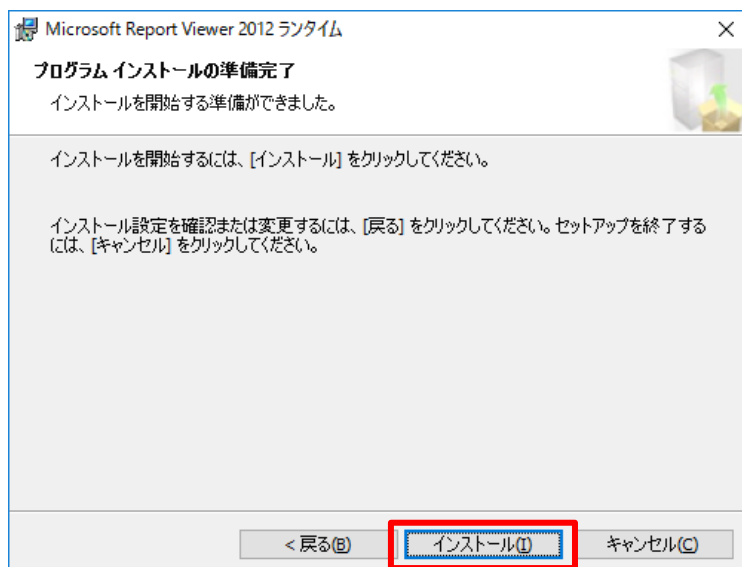 Microsoft Report Viewer 2012 ランタイム
プログラム インストールの準備完了
インストールを開始する準備ができました。
インストールを開始するには、[インストール] をクリックしてください。
インストール設定を確認または変更するには、[戻る] をクリックしてください。セットアップを終了する
には、[キャンセル] をクリックしてください。
< 戻る(B)
インストール(I)
キャンセル(C)